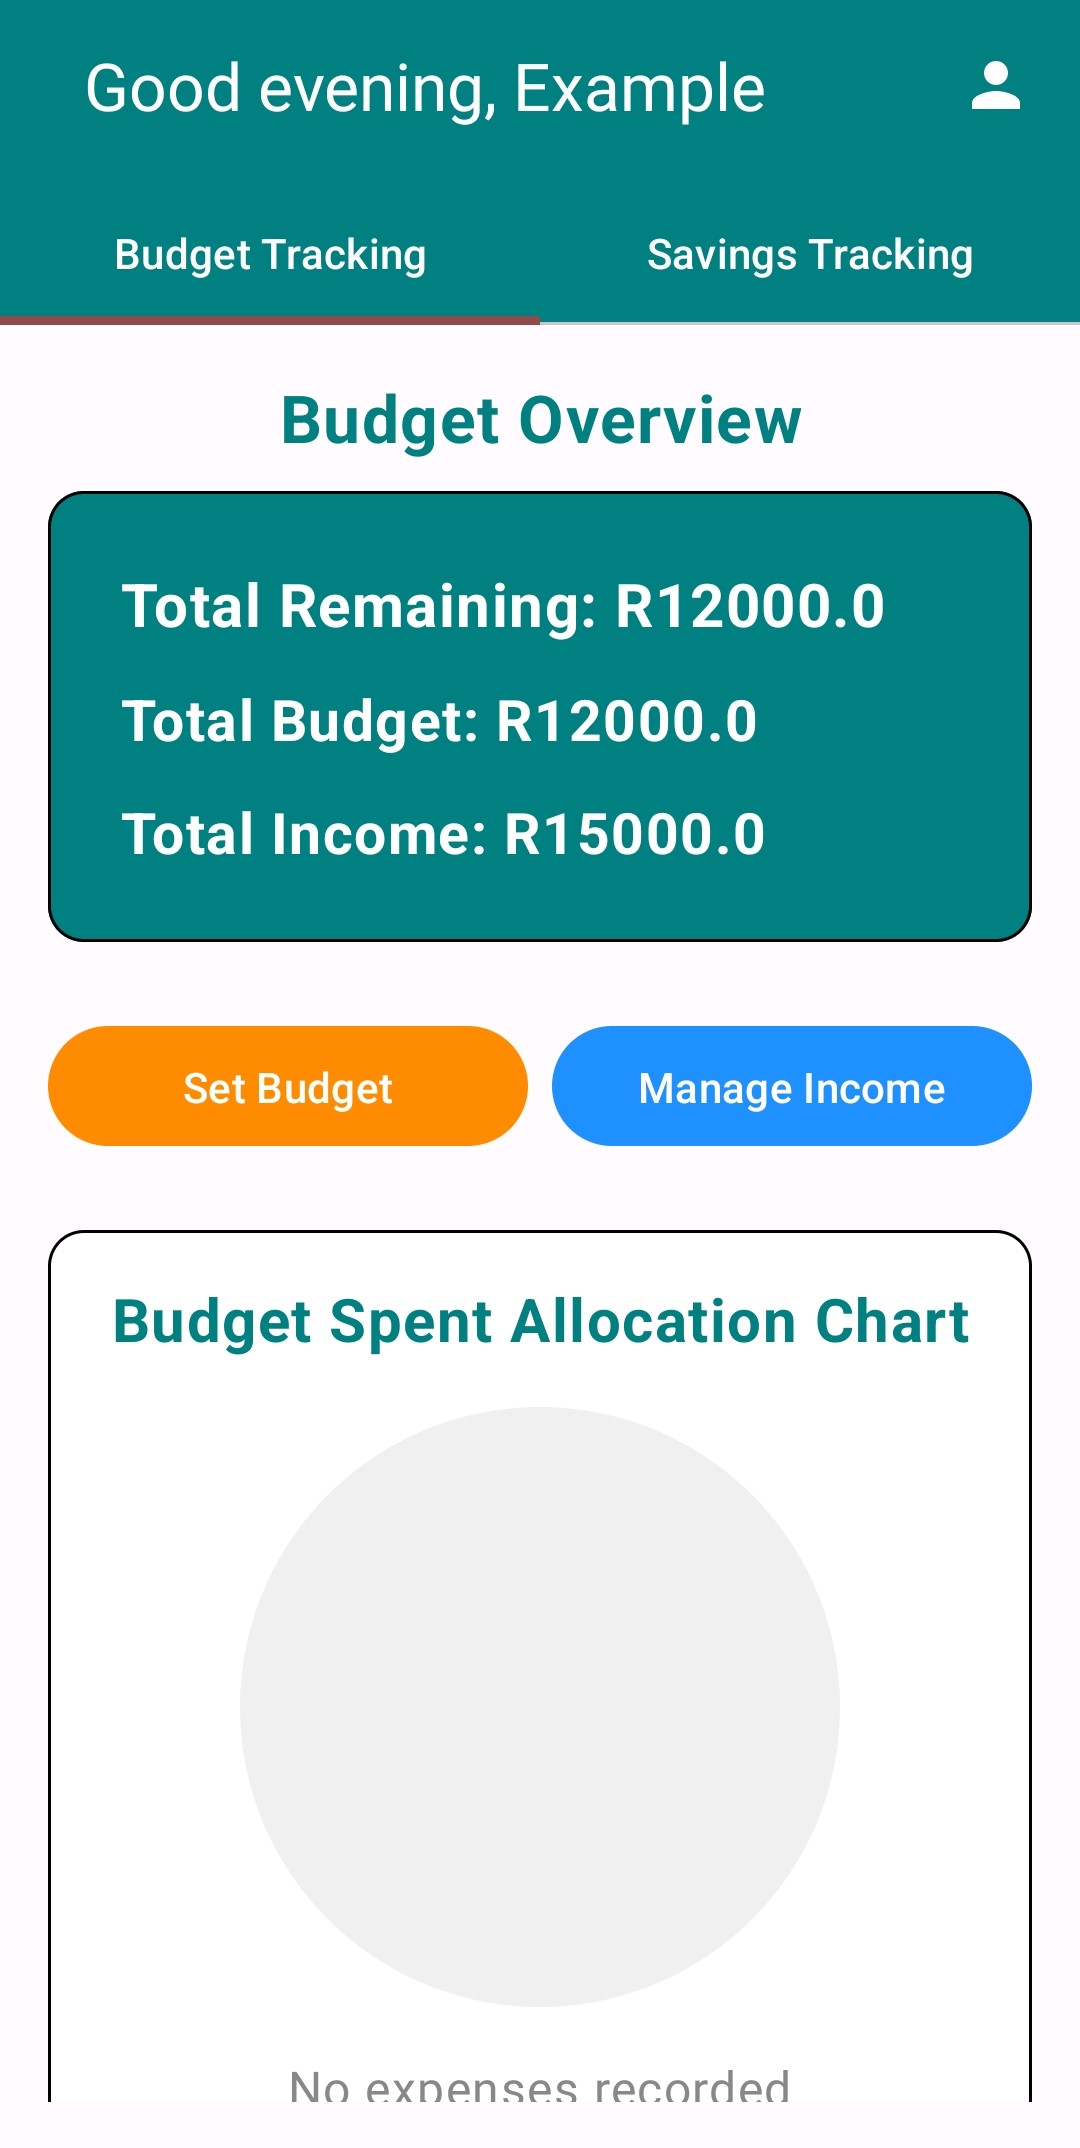 Good evening, Example
Budget Tracking
Savings Tracking
Budget Overview
Total Remaining: R12000.0
Total Budget: R12000.0
Total Income: R15000.0
Set Budget
Manage Income
Budget Spent Allocation Chart
No expenses recorded